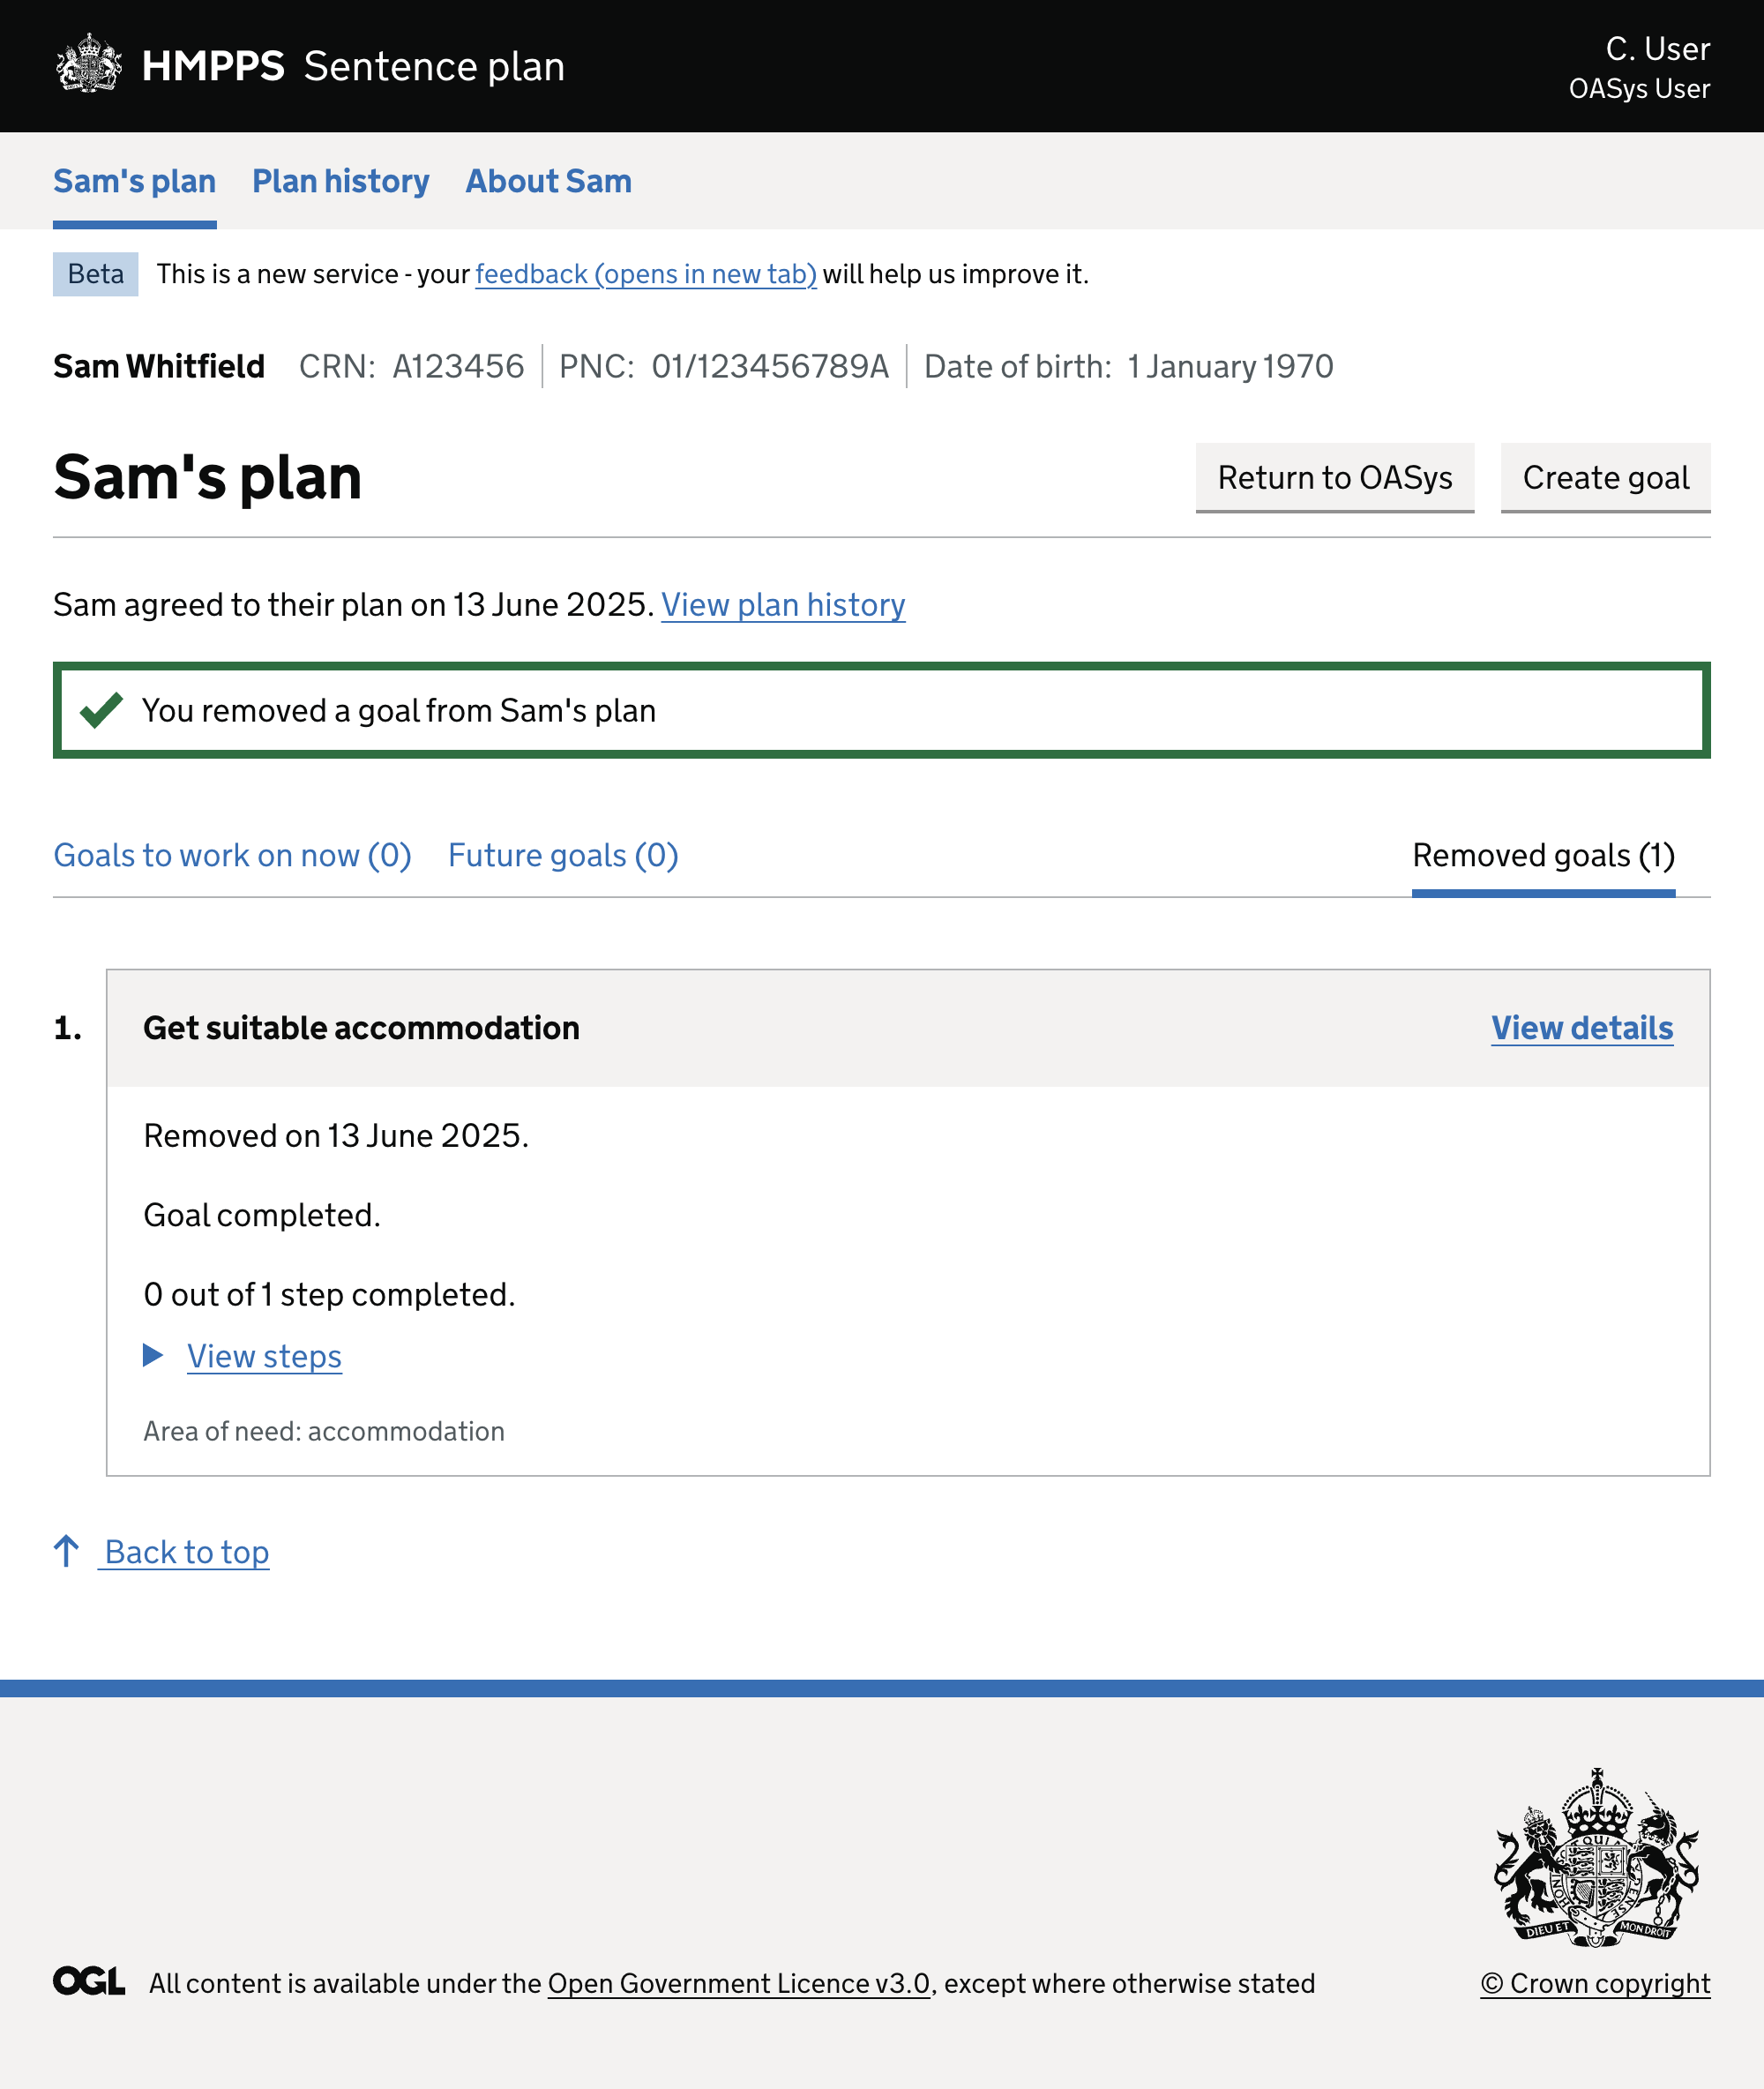 HMPPS Sentence plan
C. User
OASys User
Sam's plan Plan history About Sam
Beta This is a new service - your feedback (opens in new tab) will help us improve it.
Sam Whitfield CRN: A123456 PNC: 01/123456789A Date of birth: 1 January 1970
Sam's plan
Return to OASys Create goal
Sam agreed to their plan on 13 June 2025. View plan history
You removed a goal from Sam's plan
Goals to work on now (0) Future goals (0) Removed goals (1)
1. Get suitable accommodation View details
Removed on 13 June 2025.
Goal completed.
0 out of 1 step completed.
View steps
Area of need: accommodation
Back to top
DIEU ET MON DROIT
OGL All content is available under the Open Government Licence v3.0, except where otherwise stated
© Crown copyright